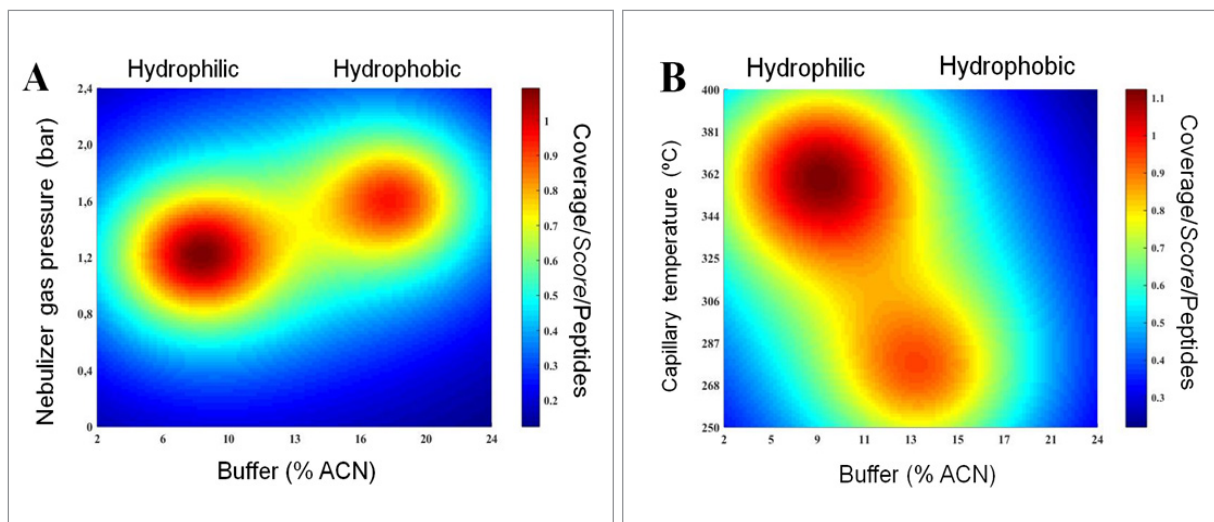 A
Hydrophilic Hydrophobic
Nebulizer gas pressure (bar)
2,4
2,0
1,6
1,2
0,8
0,4
0
2 6 10 13 16 20 24
Buffer (% ACN)
1
0.9
0.8
0.7
0.6
0.5
0.4
0.3
0.2
Coverage/Score/Peptides
B
Hydrophilic Hydrophobic
Capillary temperature (ºC)
400
381
362
344
325
306
287
268
250
2 5 9 11 13 15 17 21 24
Buffer (% ACN)
1.1
1
0.9
0.8
0.7
0.6
0.5
0.4
0.3
Coverage/Score/Peptides